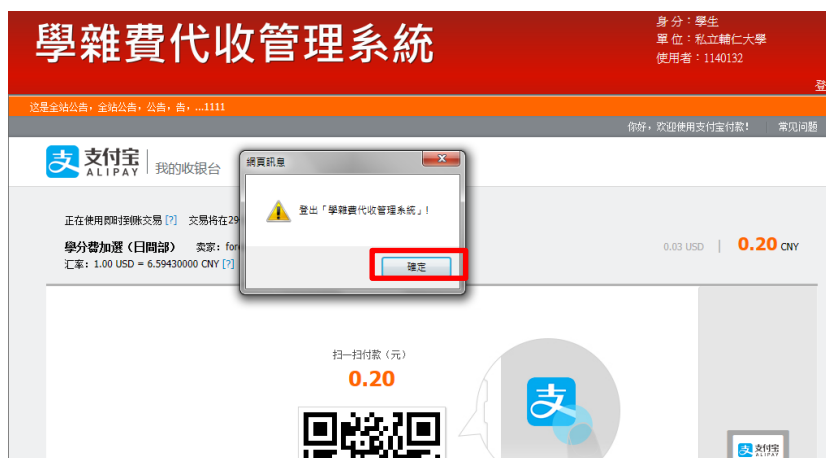 學雜費代收管理系統
身分：學生
單位：私立輔仁大學
使用者：1140132
登
这是全站公告，全站公告，公告，告，...1111
你好，欢迎使用支付宝付款！ 常见问题
支 支付宝 ALIPAY 我的收银台
網頁訊息
登出「學雜費代收管理系統」!
確定
正在使用即时到账交易 [?] 交易将在29
學分費加選（日間部） 卖家：for
汇率：1.00 USD = 6.59430000 CNY [?]
0.03 USD | 0.20 CNY
扫一扫付款（元）
0.20
支
支 支付宝
ALIPAY